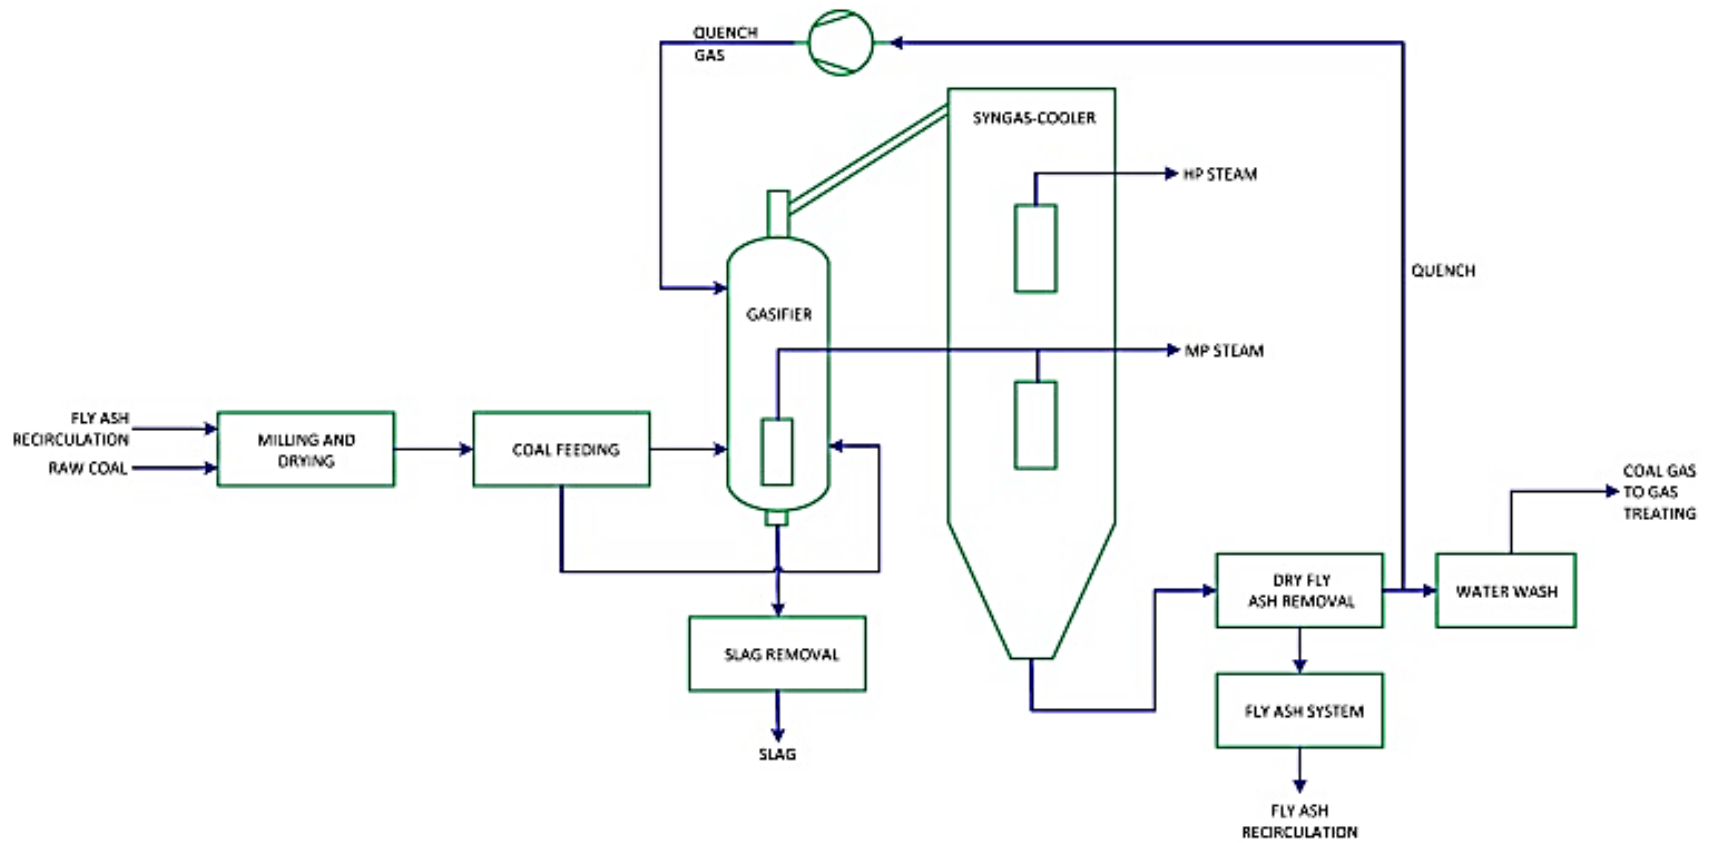 QUENCH
GAS
SYNGAS-COOLER
HP STEAM
QUENCH
GASIFIER
MP STEAM
FLY ASH
RECIRCULATION
RAW COAL
MILLING AND
DRYING
COAL FEEDING
COAL GAS
TO GAS
TREATING
DRY FLY
ASH REMOVAL
WATER WASH
SLAG REMOVAL
FLY ASH SYSTEM
SLAG
FLY ASH
RECIRCULATION